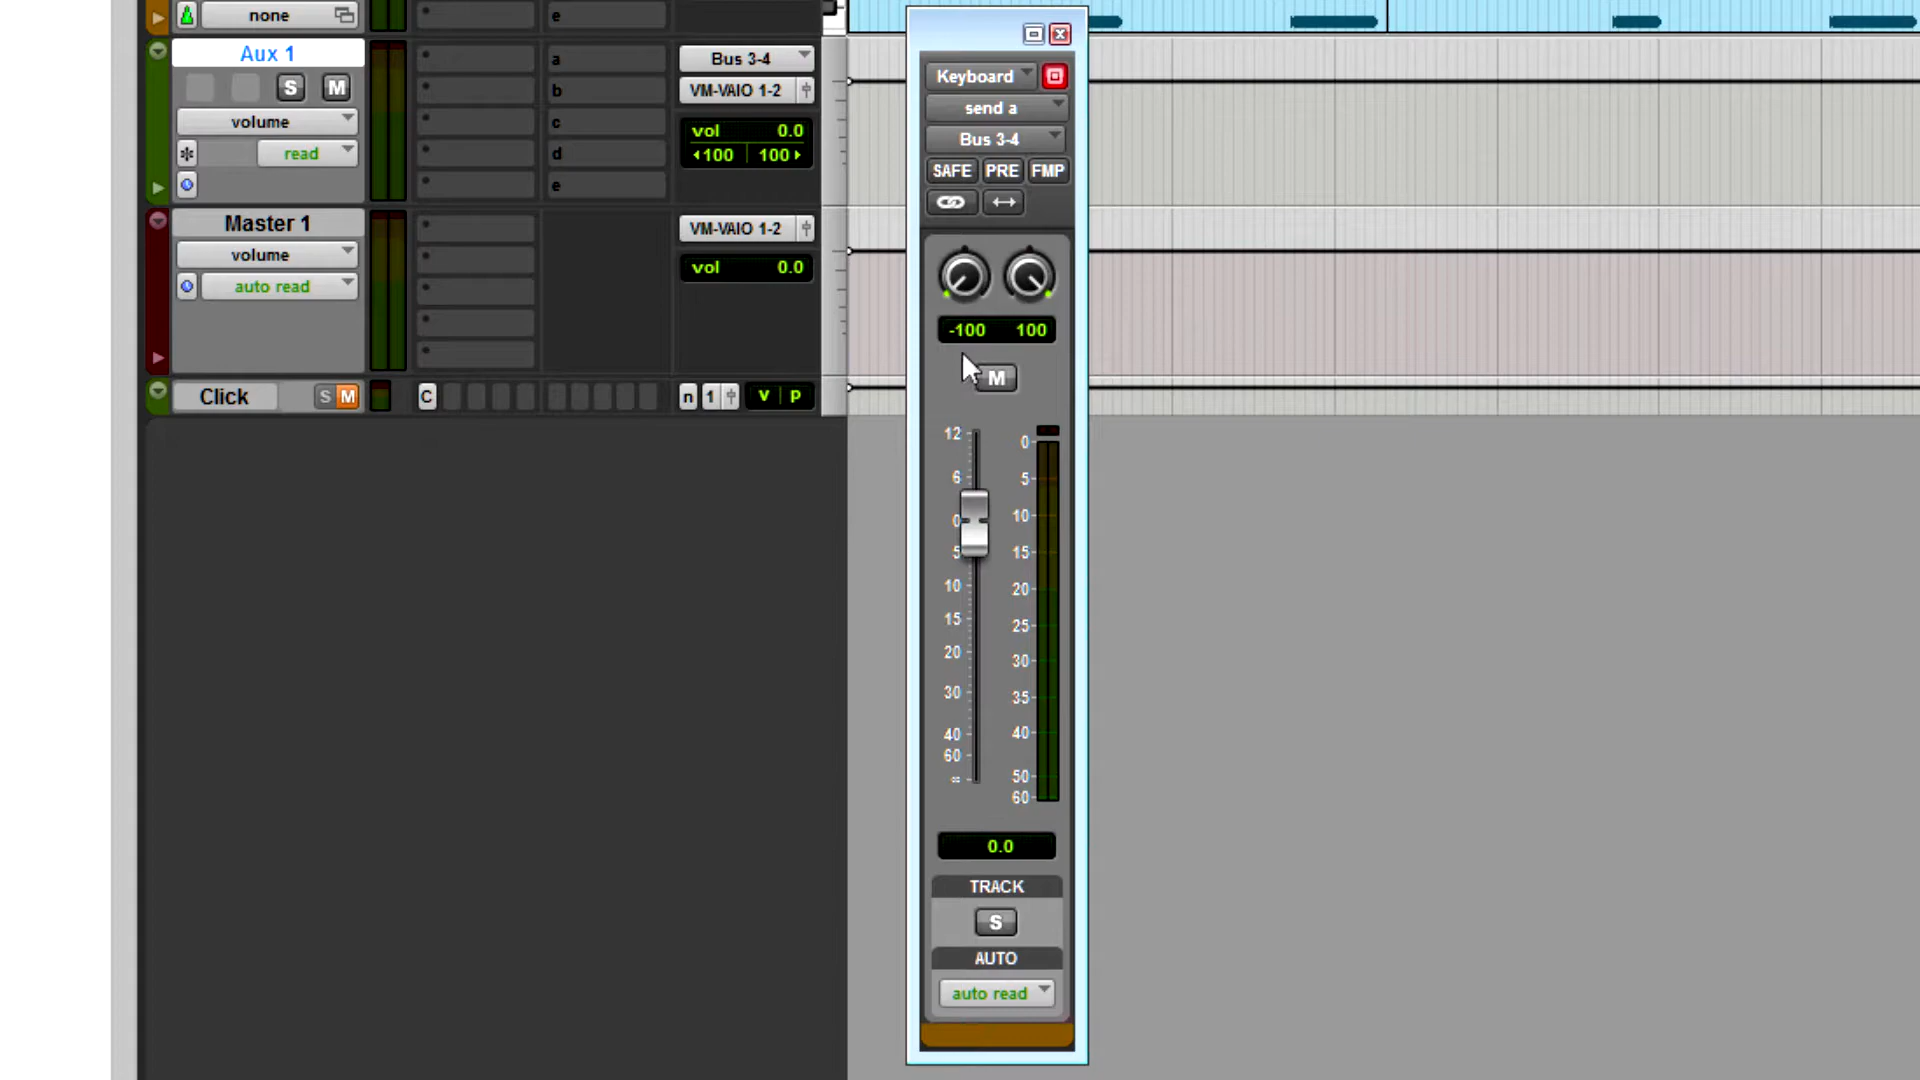 none
e
Aux 1
S M
volume
read
a
b
c
d
e
Bus 3-4
VM-VAIO 1-2
vol 0.0
100 100
Master 1
volume
auto read
VM-VAIO 1-2
vol 0.0
Click
S M
C
n 1
v p
Keyboard
send a
Bus 3-4
SAFE PRE FMP
-100 100
M
12
6
0
5
10
15
20
30
40
60
∞
0
5
10
15
20
25
30
35
40
50
60
0.0
TRACK
S
AUTO
auto read